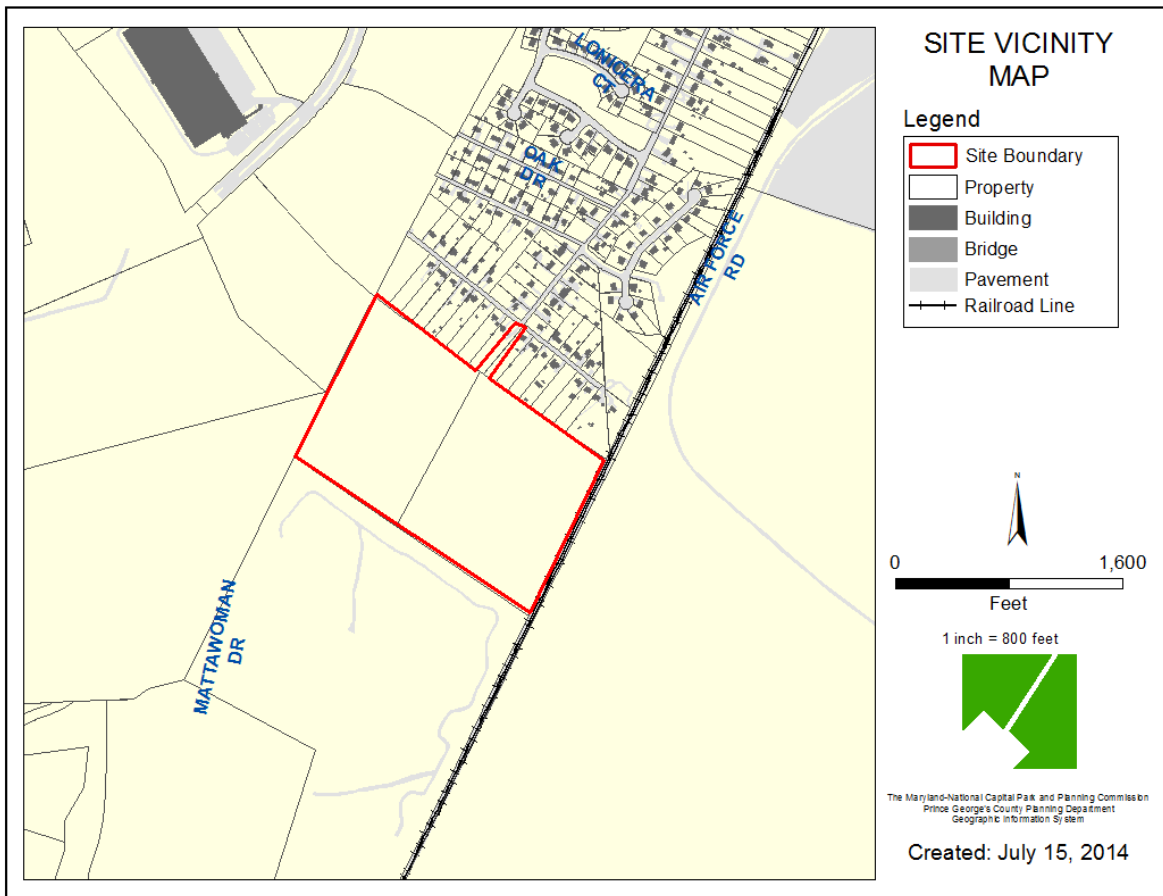 LONICERA
CT
OAK
DR
AIR FORCE
RD
MATTAWOMAN
DR
SITE VICINITY
MAP
Legend
Site Boundary
Property
Building
Bridge
Pavement
Railroad Line
N
0 1,600
Feet
1 inch = 800 feet
The Maryland-National Capital Park and Planning Commission
Prince George's County Planning Department
Geographic Information System
Created: July 15, 2014